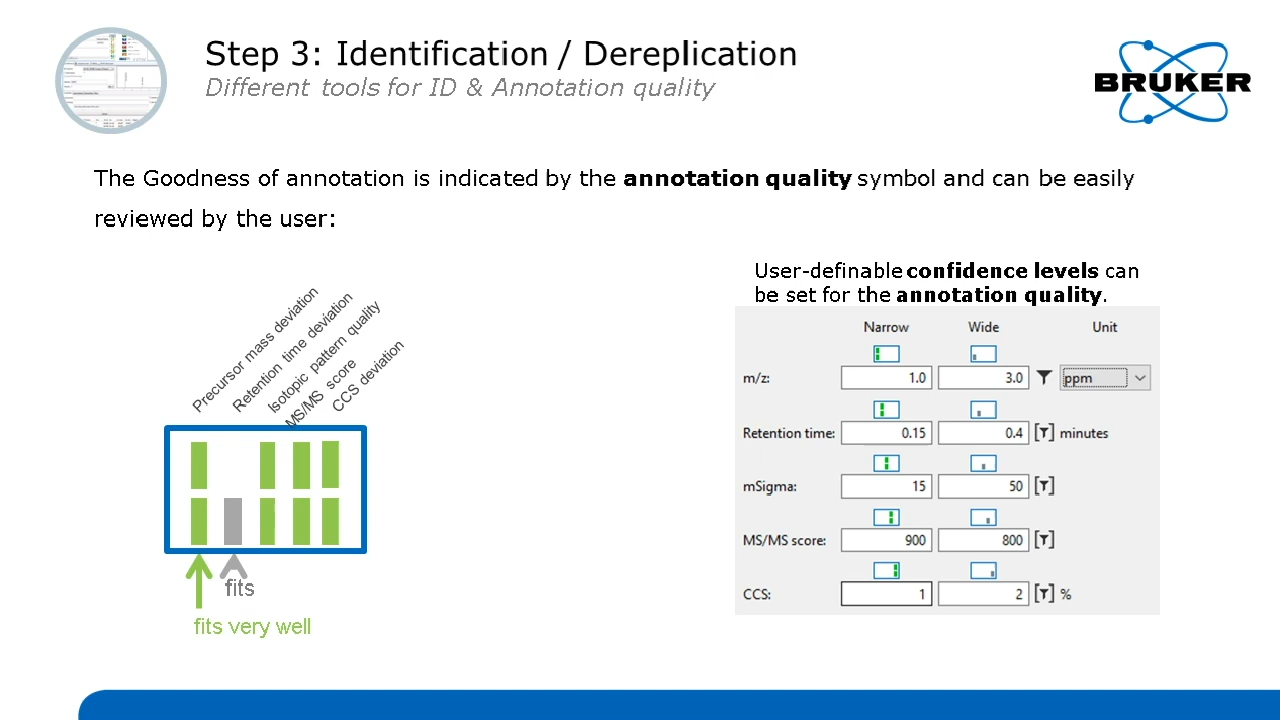 Step 3: Identification / Dereplication
Different tools for ID & Annotation quality
BRUKER
The Goodness of annotation is indicated by the annotation quality symbol and can be easily
reviewed by the user:
User-definable confidence levels can
be set for the annotation quality.
Precursor mass deviation
Retention time deviation
Isotopic pattern quality
MS/MS score
CCS deviation
fits
fits very well
Narrow Wide Unit
m/z: 1.0 3.0 ppm
Retention time: 0.15 0.4 minutes
mSigma: 15 50
MS/MS score: 900 800
CCS: 1 2 %